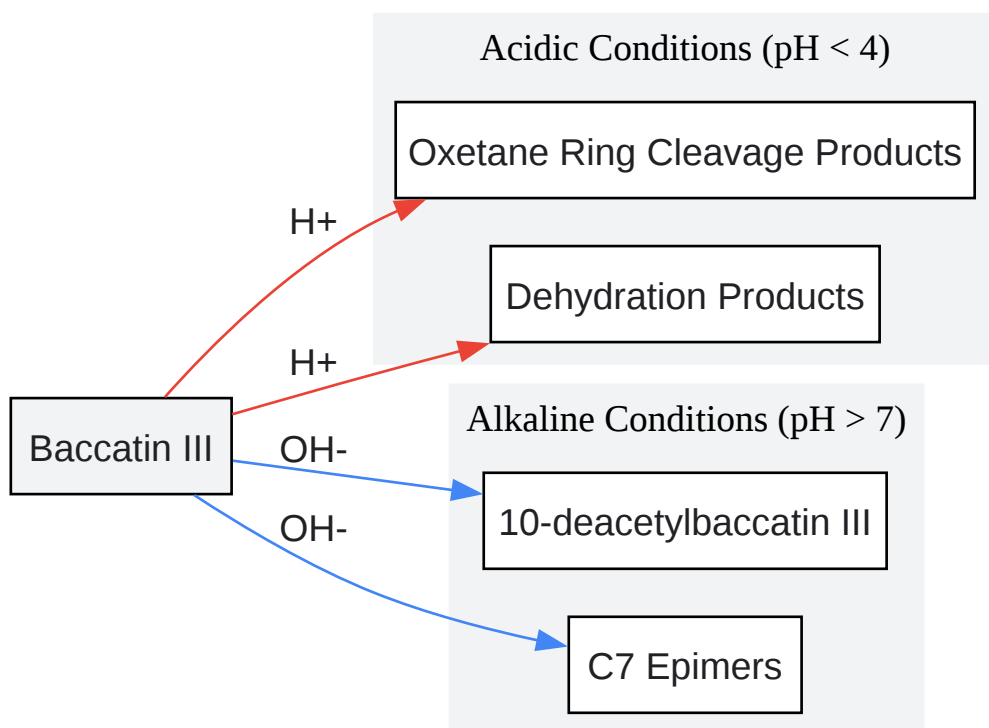 Acidic Conditions (pH < 4)
Oxetane Ring Cleavage Products
H+
Dehydration Products
H+
Baccatin III
Alkaline Conditions (pH > 7)
OH-
10-deacetylbaccatin III
OH-
C7 Epimers